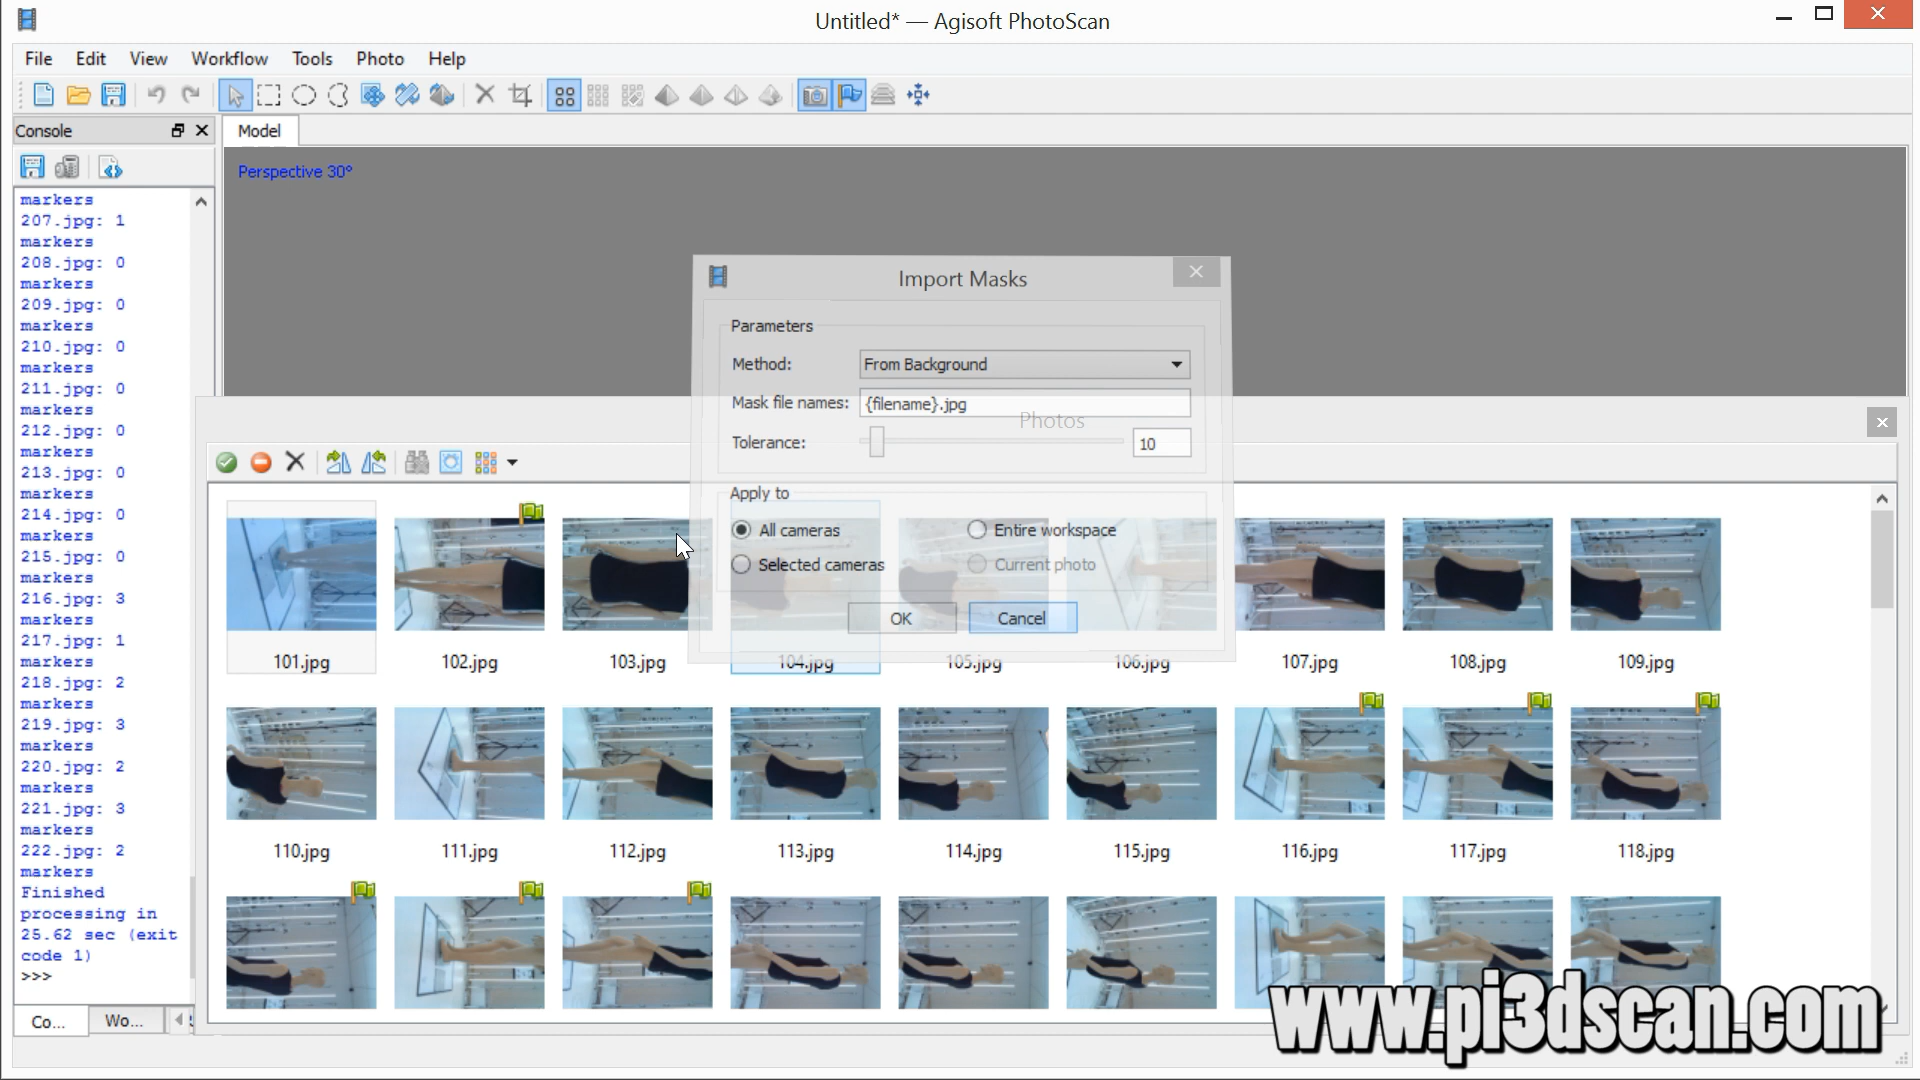 Untitled* — Agisoft PhotoScan
File Edit View Workflow Tools Photo Help
Console
Model
Perspective 30°
markers
207.jpg: 1
markers
208.jpg: 0
markers
209.jpg: 0
markers
210.jpg: 0
markers
211.jpg: 0
markers
212.jpg: 0
markers
213.jpg: 0
markers
214.jpg: 0
markers
215.jpg: 0
markers
216.jpg: 3
markers
217.jpg: 1
markers
218.jpg: 2
markers
219.jpg: 3
markers
220.jpg: 2
markers
221.jpg: 3
markers
222.jpg: 2
markers
Finished
processing in
25.62 sec (exit
code 1)
>>>
Co... Wo...
Import Masks
Parameters
Method: From Background
Mask file names: {filename}.jpg
Tolerance: 10
Apply to
All cameras Entire workspace
Selected cameras Current photo
OK Cancel
Photos
101.jpg 102.jpg 103.jpg 104.jpg 105.jpg 106.jpg 107.jpg 108.jpg 109.jpg
110.jpg 111.jpg 112.jpg 113.jpg 114.jpg 115.jpg 116.jpg 117.jpg 118.jpg
www.pi3dscan.com